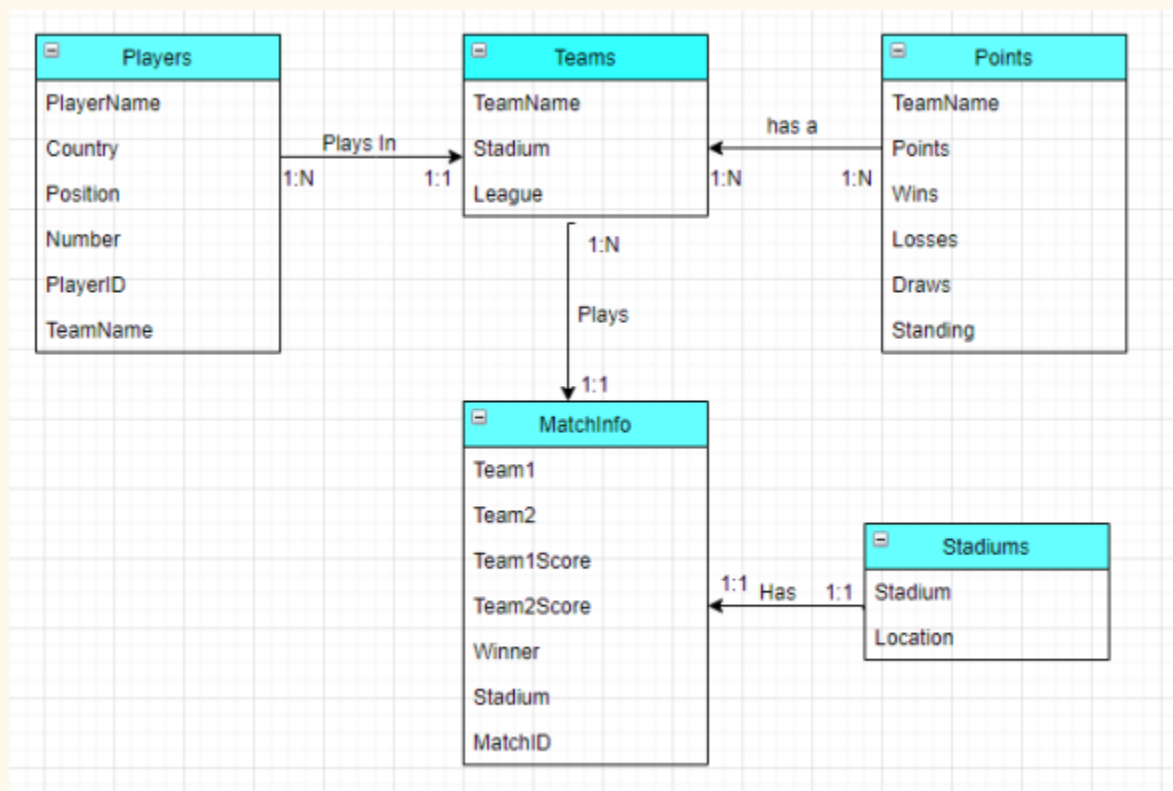 Players
PlayerName
Country
Position
Number
PlayerID
TeamName
Plays In
1:N
1:1
Teams
TeamName
Stadium
League
has a
1:N
1:N
Points
TeamName
Points
Wins
Losses
Draws
Standing
1:N
Plays
1:1
MatchInfo
Team1
Team2
Team1Score
Team2Score
Winner
Stadium
MatchID
1:1
Has
1:1
Stadiums
Stadium
Location